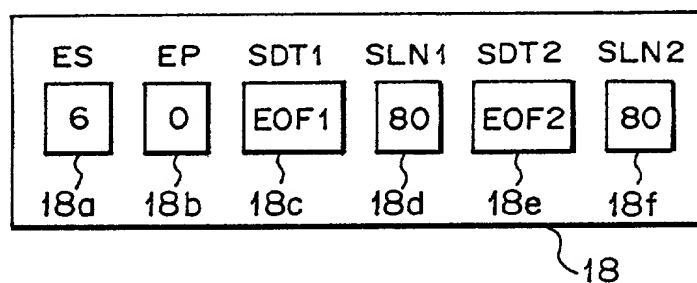 ES EP SDT1 SLN1 SDT2 SLN2
6 0 EOF1 80 EOF2 80
18a 18b 18c 18d 18e 18f
18